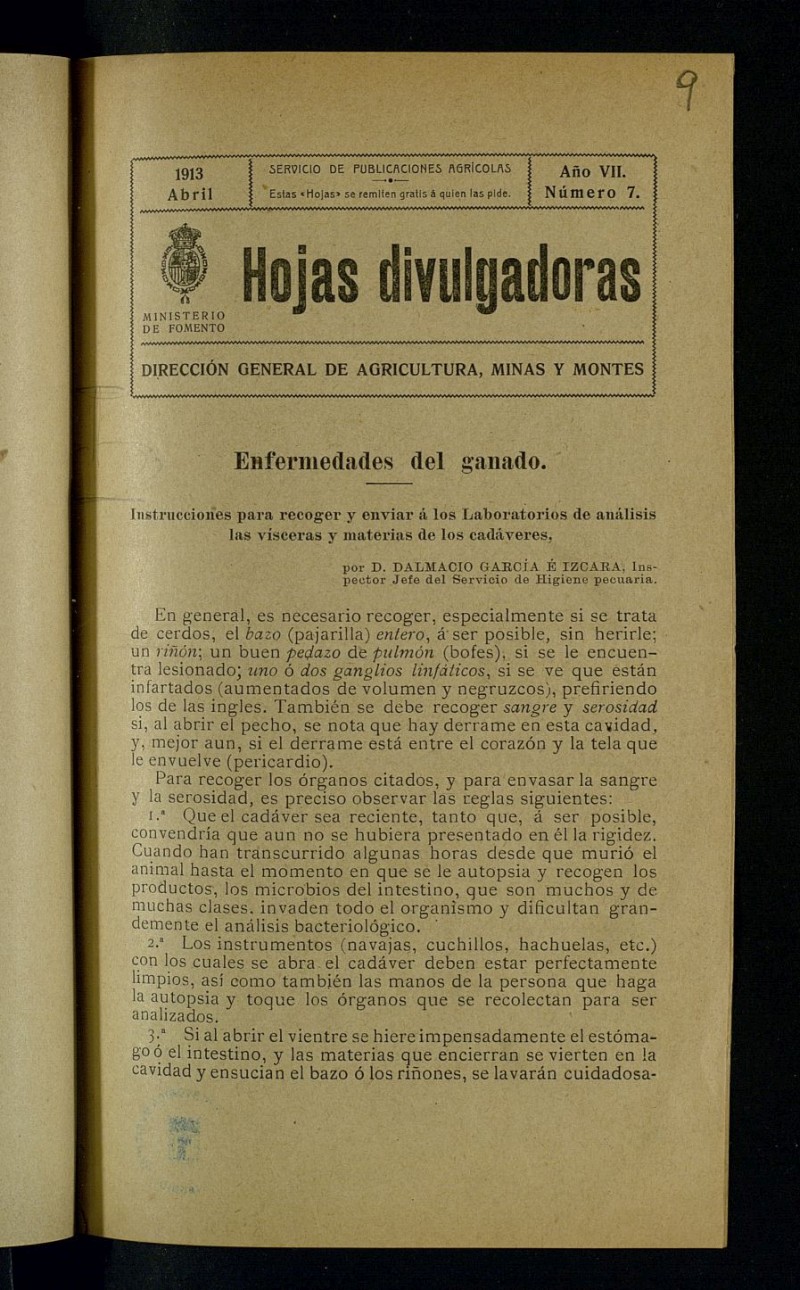 9
1913
Abril
SERVICIO DE PUBLICACIONES AGRÍCOLAS
Estas «Hojas» se remiten gratis á quien las pide.
Año VII.
Número 7.
MINISTERIO
DE FOMENTO
Hojas divulgadoras
DIRECCIÓN GENERAL DE AGRICULTURA, MINAS Y MONTES
Enfermedades del ganado.
Instrucciones para recoger y enviar á los Laboratorios de análisis
las vísceras y materias de los cadáveres,
por D. DALMACIO GARCÍA É IZCARA, Ins-
pector Jefe del Servicio de Higiene pecuaria.
En general, es necesario recoger, especialmente si se trata
de cerdos, el bazo (pajarilla) entero, á ser posible, sin herirle;
un riñón; un buen pedazo de pulmón (bofes), si se le encuen-
tra lesionado; uno ó dos ganglios linfáticos, si se ve que están
infartados (aumentados de volumen y negruzcos), prefiriendo
los de las ingles. También se debe recoger sangre y serosidad
si, al abrir el pecho, se nota que hay derrame en esta cavidad,
y, mejor aun, si el derrame está entre el corazón y la tela que
le envuelve (pericardio).
Para recoger los órganos citados, y para envasar la sangre
y la serosidad, es preciso observar las reglas siguientes:
1.ª Que el cadáver sea reciente, tanto que, á ser posible,
convendría que aun no se hubiera presentado en él la rigidez.
Cuando han transcurrido algunas horas desde que murió el
animal hasta el momento en que se le autopsia y recogen los
productos, los microbios del intestino, que son muchos y de
muchas clases. invaden todo el organismo y dificultan gran-
demente el análisis bacteriológico.
2.ª Los instrumentos (navajas, cuchillos, hachuelas, etc.)
con los cuales se abra el cadáver deben estar perfectamente
limpios, así como también las manos de la persona que haga
la autopsia y toque los órganos que se recolectan para ser
analizados.
3.ª Si al abrir el vientre se hiere impensadamente el estóma-
go ó el intestino, y las materias que encierran se vierten en la
cavidad y ensucian el bazo ó los riñones, se lavarán cuidadosa-